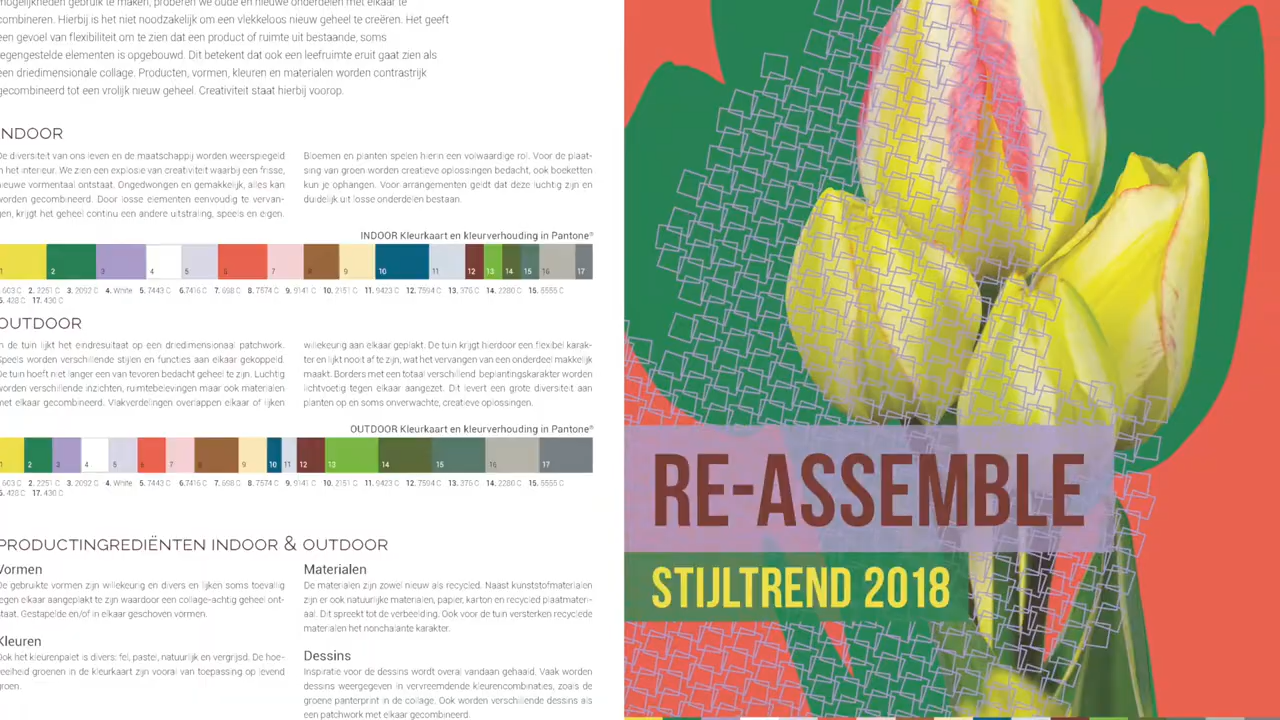 mogelijkheden gebruik te maken, proberen we oude en nieuwe onderdelen met elkaar te
combineren. Hierbij is het niet noodzakelijk om een vlekkeloos nieuw geheel te creëren. Het geeft
een gevoel van flexibiliteit om te zien dat een product of ruimte uit bestaande, soms
tegengestelde elementen is opgebouwd. Dit betekent dat ook een leefruimte eruit gaat zien als
een driedimensionale collage. Producten, vormen, kleuren en materialen worden contrastrijk
gecombineerd tot een vrolijk nieuw geheel. Creativiteit staat hierbij voorop.
INDOOR
De diversiteit van ons leven en de maatschappij worden weerspiegeld
in het interieur. We zien een explosie van creativiteit waarbij een frisse,
nieuwe vormentaal ontstaat. Ongedwongen en gemakkelijk, alles kan
worden gecombineerd. Door losse elementen eenvoudig te vervan-
gen, krijgt het geheel continu een andere uitstraling, speels en eigen.
Bloemen en planten spelen hierin een volwaardige rol. Voor de plaat-
sing van groen worden creatieve oplossingen bedacht, ook boeketten
kun je ophangen. Voor arrangementen geldt dat deze luchtig zijn en
duidelijk uit losse onderdelen bestaan.
INDOOR Kleurkaart en kleurverhouding in Pantone®
1 2 3 4 5 6 7 8 9 10 11 12 13 14 15 16 17
603 C 2. 2251 C 3. 2092 C 4. White 5. 7443 C 6.7416 C 7. 698 C 8. 7574 C 9. 9141 C 10. 2151 C 11. 9423 C 12. 7594 C 13. 376 C 14. 2280 C 15. 5555 C
6. 428 C 17. 430 C
OUTDOOR
In de tuin lijkt het eindresultaat op een driedimensionaal patchwork.
Speels worden verschillende stijlen en functies aan elkaar gekoppeld.
De tuin hoeft niet langer een van tevoren bedacht geheel te zijn. Luchtig
worden verschillende inzichten, ruimtebelevingen maar ook materialen
met elkaar gecombineerd. Vlakverdelingen overlappen elkaar of lijken
willekeurig aan elkaar geplakt. De tuin krijgt hierdoor een flexibel karak-
ter en lijkt nooit af te zijn, wat het vervangen van een onderdeel makkelijk
maakt. Borders met een totaal verschillend beplantingskarakter worden
lichtvoetig tegen elkaar aangezet. Dit levert een grote diversiteit aan
planten op en soms onverwachte, creatieve oplossingen.
OUTDOOR Kleurkaart en kleurverhouding in Pantone®
1 2 3 4 5 6 7 8 9 10 11 12 13 14 15 16 17
603 C 2. 2251 C 3. 2092 C 4. White 5. 7443 C 6.7416 C 7. 698 C 8. 7574 C 9. 9141 C 10. 2151 C 11. 9423 C 12. 7594 C 13. 376 C 14. 2280 C 15. 5555 C
6. 428 C 17. 430 C
PRODUCTINGREDIËNTEN INDOOR & OUTDOOR
Vormen
De gebruikte vormen zijn willekeurig en divers en lijken soms toevallig
tegen elkaar aangeplakt te zijn waardoor een collage-achtig geheel ont-
staat. Gestapelde en/of in elkaar geschoven vormen.
Kleuren
Ook het kleurenpalet is divers: fel, pastel, natuurlijk en vergrijsd. De hoe-
veelheid groenen in de kleurkaart zijn vooral van toepassing op levend
groen.
Materialen
De materialen zijn zowel nieuw als recycled. Naast kunststofmaterialen
zijn er ook natuurlijke materialen, papier, karton en recycled plaatmateri-
aal. Dit spreekt tot de verbeelding. Ook voor de tuin versterken recyclede
materialen het nonchalante karakter.
Dessins
Inspiratie voor de dessins wordt overal vandaan gehaald. Vaak worden
dessins weergegeven in vervreemdende kleurencombinaties, zoals de
groene panterprint in de collage. Ook worden verschillende dessins als
een patchwork met elkaar gecombineerd.
RE-ASSEMBLE
STIJLTREND 2018